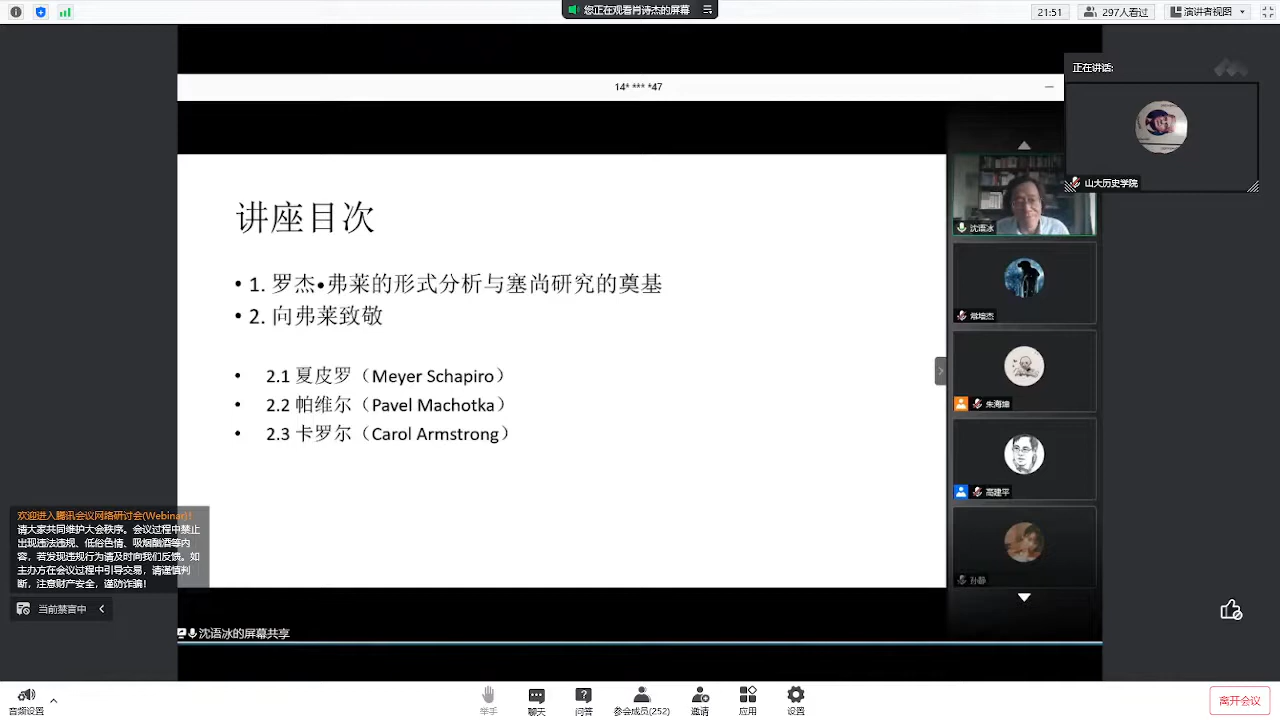 您正在观看肖诗杰的屏幕
21:51
297人看过
演讲者视图
正在讲话:
14* *** *47
山大历史学院
讲座目次
• 1. 罗杰•弗莱的形式分析与塞尚研究的奠基
• 2. 向弗莱致敬
• 2.1 夏皮罗（Meyer Schapiro）
• 2.2 帕维尔（Pavel Machotka）
• 2.3 卡罗尔（Carol Armstrong）
沈语冰
常培杰
高建平
孙静
欢迎进入腾讯会议网络研讨会(Webinar)!
请大家共同维护大会秩序。会议过程中禁止
出现违法违规、低俗色情、吸烟酗酒等内
容，若发现违规行为请及时向我们反馈。如
主办方在会议过程中引导交易，请谨慎判
断，注意财产安全，谨防诈骗!
当前禁言中
沈语冰的屏幕共享
音频设置
举手
聊天
问答
参会成员(252)
邀请
应用
设置
离开会议